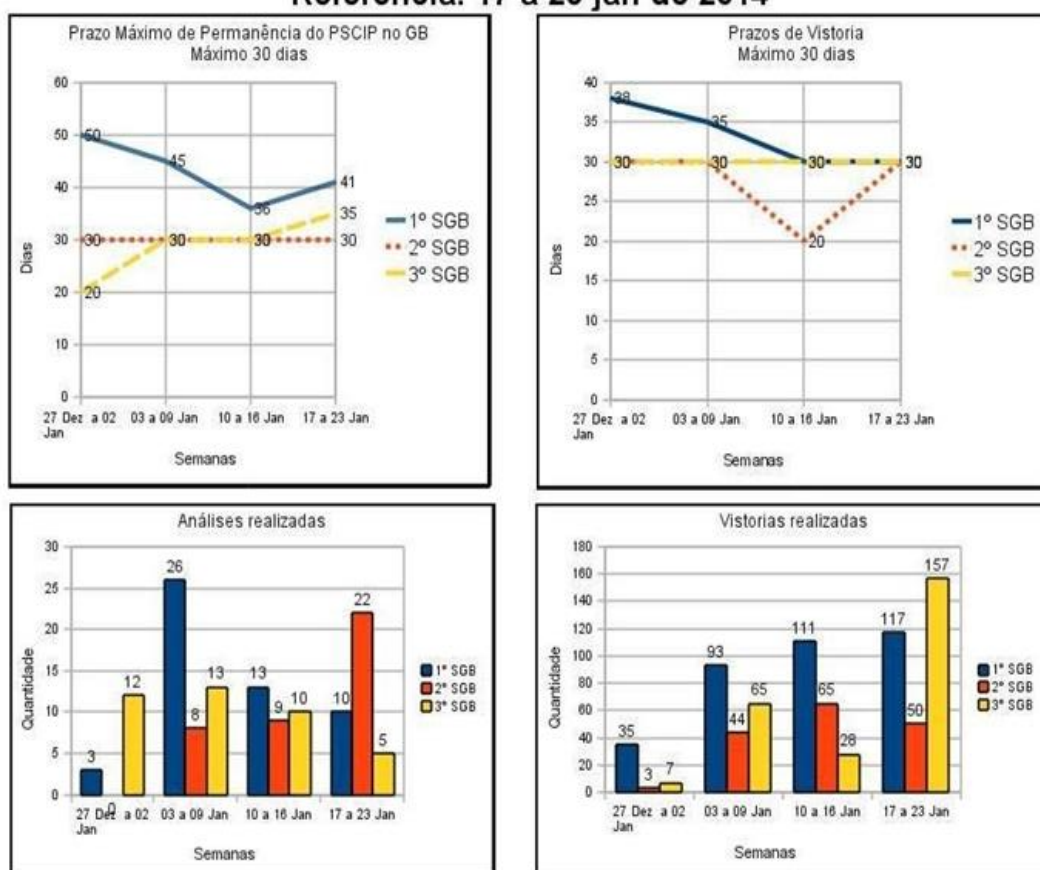 Prazo Máximo de Permanência do PSCIP no GB
Máximo 30 dias
60
50
40
30
20
10
0
Dias
50
45
36
41
30
30
30
30
20
35
27 Dez a 02 Jan
03 a 09 Jan
10 a 16 Jan
17 a 23 Jan
Semanas
1º SGB
2º SGB
3º SGB
Prazos de Vistoria
Máximo 30 dias
40
35
30
25
20
15
10
5
0
Dias
38
35
30
30
30
30
30
20
27 Dez a 02 Jan
03 a 09 Jan
10 a 16 Jan
17 a 23 Jan
Semanas
1º SGB
2º SGB
3º SGB
Análises realizadas
30
25
20
15
10
5
0
Quantidade
3
0
12
26
8
13
13
9
10
10
22
5
27 Dez a 02 Jan
03 a 09 Jan
10 a 16 Jan
17 a 23 Jan
Semanas
1º SGB
2º SGB
3º SGB
Vistorias realizadas
180
160
140
120
100
80
60
40
20
0
Quantidade
35
3
7
93
44
65
111
65
28
117
50
157
27 Dez a 02 Jan
03 a 09 Jan
10 a 16 Jan
17 a 23 Jan
Semanas
1º SGB
2º SGB
3º SGB